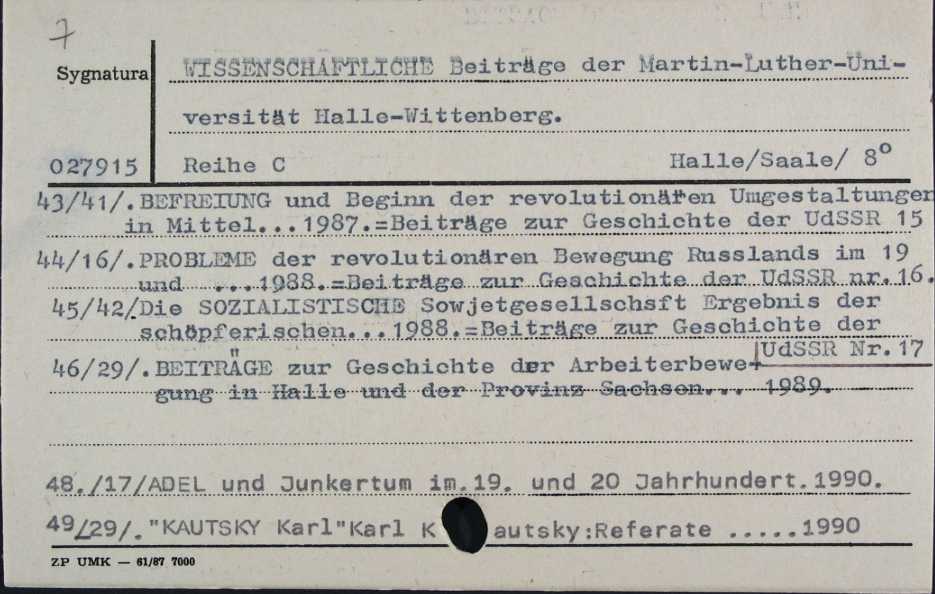 7
Sygnatura
WISSENSCHAFTLICHE Beiträge der Martin-Luther-Uni-
versität Halle-Wittenberg.
027915 Reihe C Halle/Saale/ 8°
43/41/.BEFREIUNG und Beginn der revolutionären Umgestaltungen
in Mittel...1987.=Beiträge zur Geschichte der UdSSR 15
44/16/.PROBLEME der revolutionären Bewegung Russlands im 19
und ...1988.=Beiträge zur Geschichte der UdSSR nr.16.
45/42/.Die SOZIALISTISCHE Sowjetgesellschsft Ergebnis der
schöpferischen...1988.=Beiträge zur Geschichte der
UdSSR Nr.17
46/29/.BEITRÄGE zur Geschichte der Arbeiterbewe-
gung in Halle und der Provinz Sachsen... 1989.
48./17/ADEL und Junkertum im.19. und 20 Jahrhundert.1990.
49/29/."KAUTSKY Karl"Karl K autsky:Referate .....1990
ZP UMK — 61/87 7000